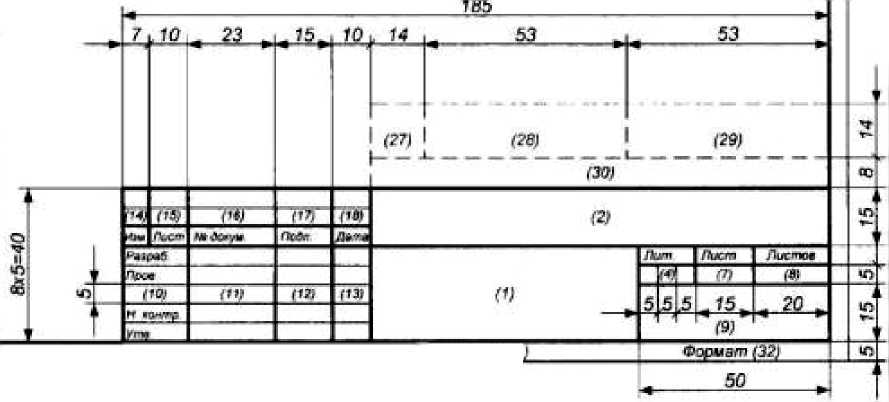 185
7 10 23 15 10 14 53 53
(27) (28) (29) 14
(30) 8
(14) (15) (16) (17) (18) (2) 15
Изм Лист № докум. Подп. Дата
Разраб. Лит. Лист Листов
Пров (4) (7) (8) 5
8x5=40 5 (10) (11) (12) (13) (1) 5 5 5 15 20 15
Н контр. (9)
Утв
Формат (32) 5
50